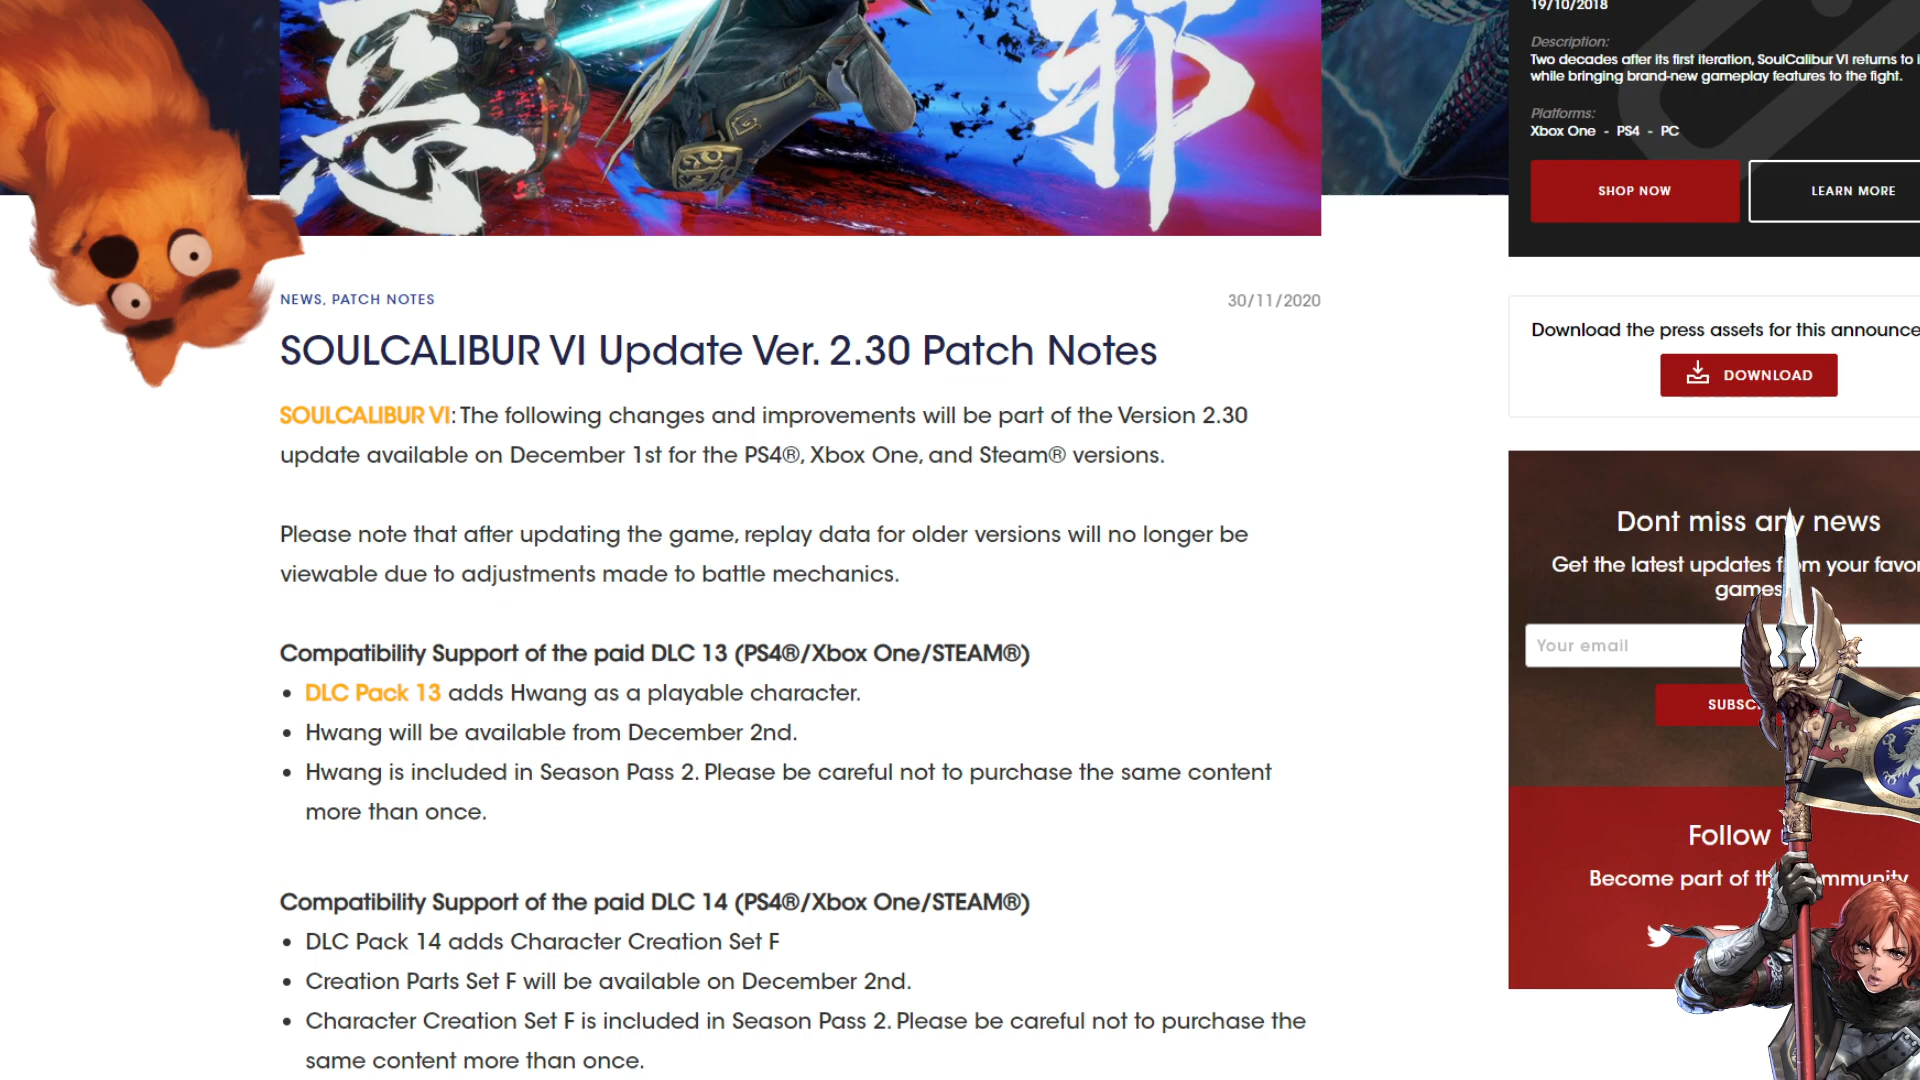 惡 邪
19/10/2018
Description:
Two decades after its first iteration, SoulCalibur VI returns to
while bringing brand-new gameplay features to the fight.
Platforms:
Xbox One - PS4 - PC
SHOP NOW
LEARN MORE
NEWS, PATCH NOTES
30/11/2020
SOULCALIBUR VI Update Ver. 2.30 Patch Notes
SOULCALIBUR VI: The following changes and improvements will be part of the Version 2.30
update available on December 1st for the PS4®, Xbox One, and Steam® versions.
Please note that after updating the game, replay data for older versions will no longer be
viewable due to adjustments made to battle mechanics.
Compatibility Support of the paid DLC 13 (PS4®/Xbox One/STEAM®)
• DLC Pack 13 adds Hwang as a playable character.
• Hwang will be available from December 2nd.
• Hwang is included in Season Pass 2. Please be careful not to purchase the same content
more than once.
Compatibility Support of the paid DLC 14 (PS4®/Xbox One/STEAM®)
• DLC Pack 14 adds Character Creation Set F
• Creation Parts Set F will be available on December 2nd.
• Character Creation Set F is included in Season Pass 2. Please be careful not to purchase the
same content more than once.
Download the press assets for this announce
DOWNLOAD
Dont miss any news
Get the latest updates from your favor
games
Your email
SUBSC
Follow
Become part of th mmunity